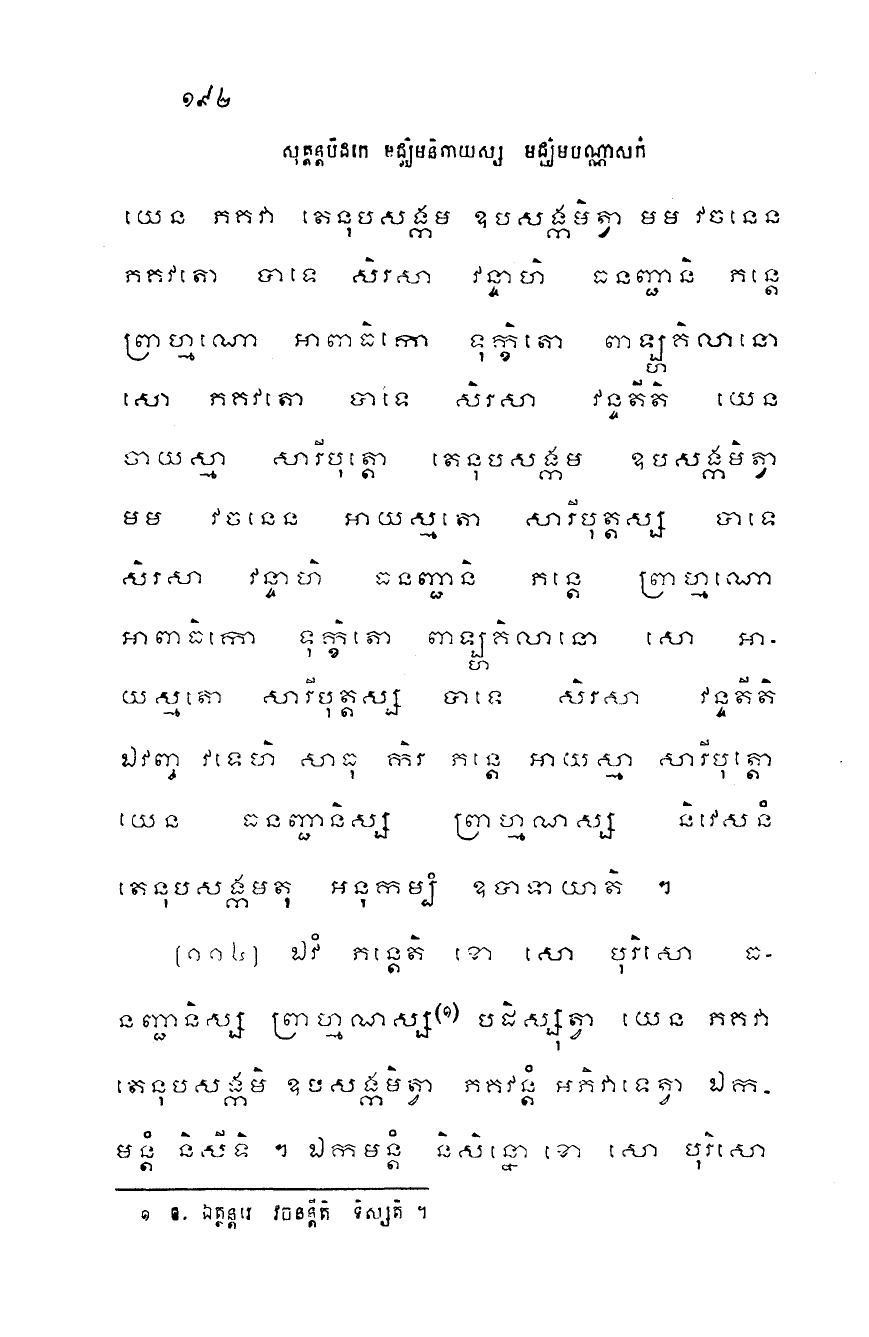 ១៩២
សុត្តន្តបិដកេ មជ្ឈិមនិកាយស្ស មជ្ឈិមបណ្ណាសកំ
យេន ភគវា តេនុបសង្កម ឧបសង្កមិត្វា មម វចនេន
ភគវតោ បាទេ សិរសា វន្ទាហិ ធនញ្ជានិ ភន្តេ
ព្រាហ្មណោ អាពាធិកោ ទុក្ខិតោ ពាឡ្ហគិលានោ
សោ ភគវតោ បាទេ សិរសា វន្ទតីតិ យេន
ចាយស្មា សារីបុត្តោ តេនុបសង្កម ឧបសង្កមិត្វា
មម វចនេន អាយស្មតោ សារីបុត្តស្ស បាទេ
សិរសា វន្ទាហិ ធនញ្ជានិ ភន្តេ ព្រាហ្មណោ
អាពាធិកោ ទុក្ខិតោ ពាឡ្ហគិលានោ សោ អា-
យស្មតោ សារីបុត្តស្ស បាទេ សិរសា វន្ទតីតិ
ឯវញ្ច វទេហិ សាធុ កិរ ភន្តេ អាយស្មា សារីបុត្តោ
យេន ធនញ្ជានិស្ស ព្រាហ្មណស្ស និវេសនំ
តេនុបសង្កមតុ អនុកម្បំ ឧបាទាយាតិ ។
[១១៤] ឯវំ ភន្តេតិ ខោ សោ បុរិសោ ធ-
នញ្ជានិស្ស ព្រាហ្មណស្ស(១) បដិស្សុត្វា យេន ភគវា
តេនុបសង្កមិ ឧបសង្កមិត្វា ភគវន្តំ អភិវាទេត្វា ឯក-
មន្តំ និសីទិ ។ ឯកមន្តំ និសិន្នោ ខោ សោ បុរិសោ
១ ឱ. ឯត្ថន្តរេ វចនន្តីតិ ទិស្សតិ ។